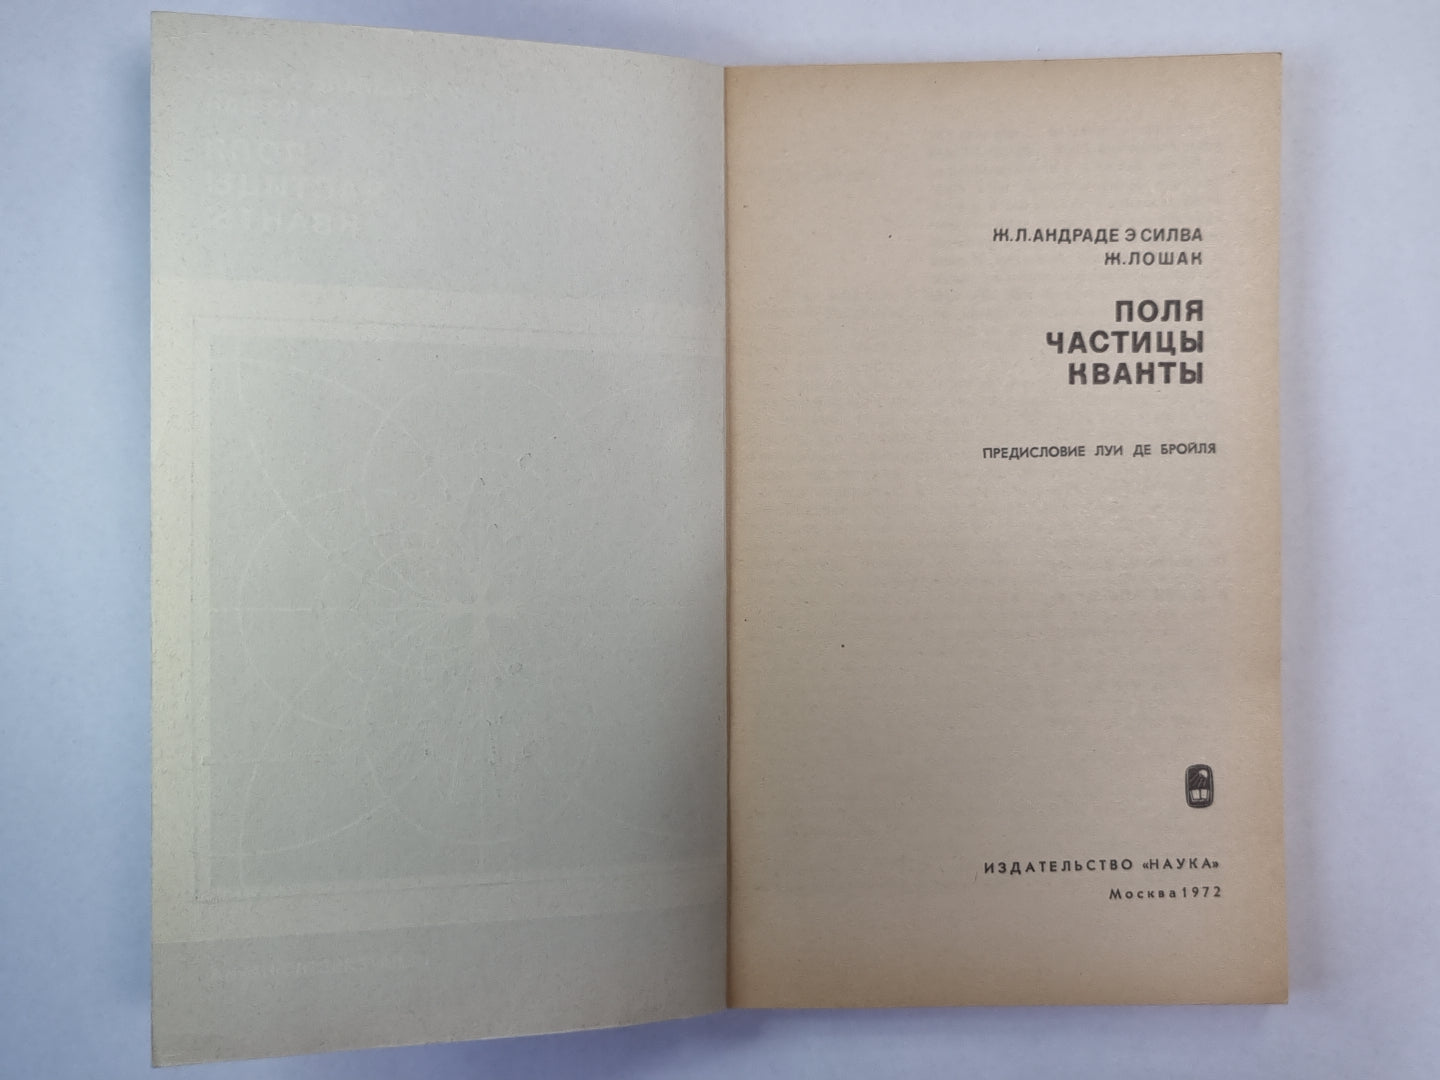 Ж.Л.АНДРАДЕ Э СИЛВА
Ж.ЛОШАК
ПОЛЯ
ЧАСТИЦЫ
КВАНТЫ
ПРЕДИСЛОВИЕ ЛУИ ДЕ БРОЙЛЯ
ИЗДАТЕЛЬСТВО «НАУКА»
Москва 1972